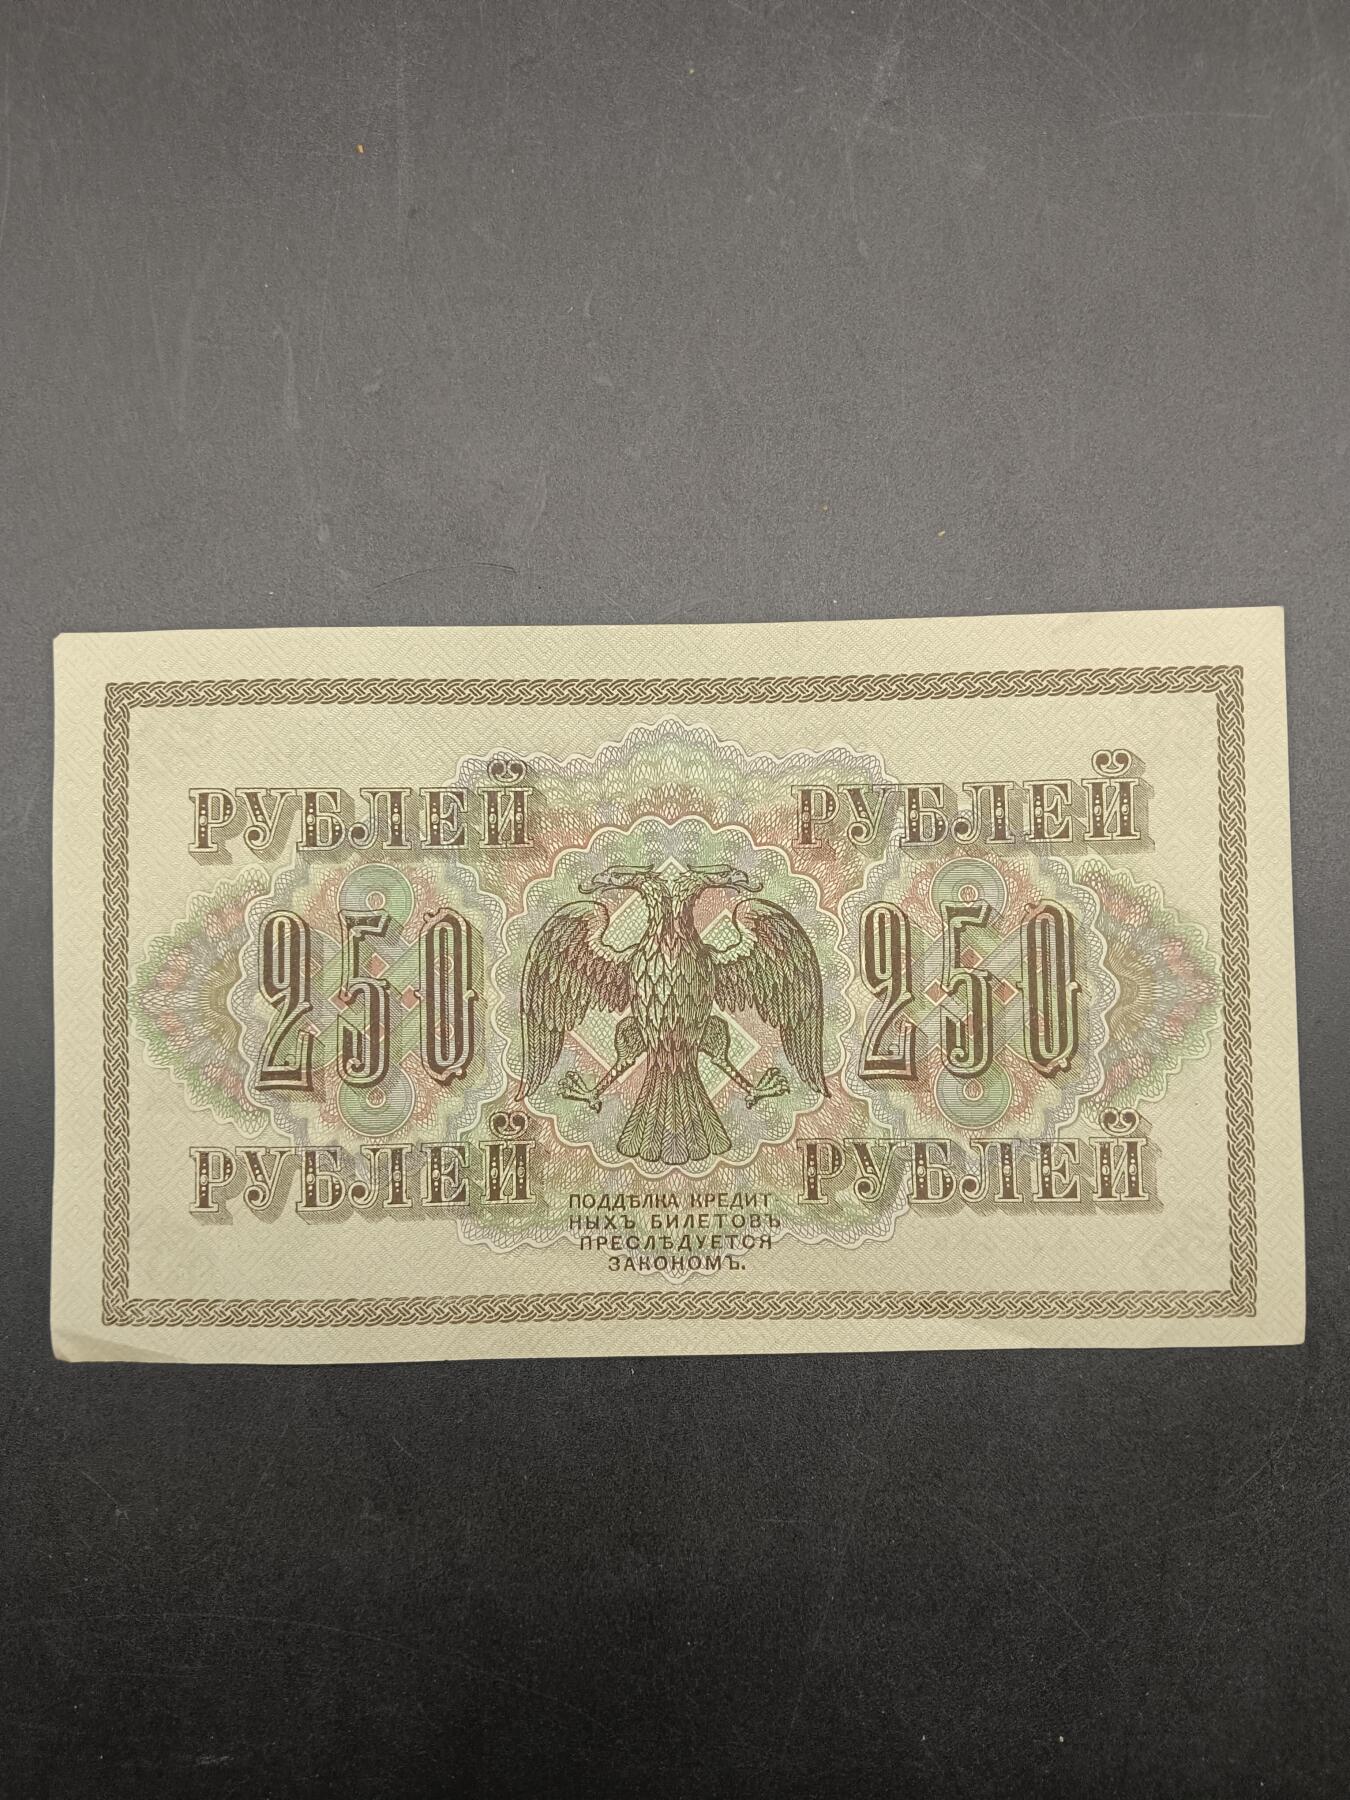 РУБЛЕЙ РУБЛЕЙ
250 250
РУБЛЕЙ РУБЛЕЙ
ПОДДѢЛКА КРЕДИТ
НЫХЪ БИЛЕТОВЪ
ПРЕСЛѢДУЕТСЯ
ЗАКОНОМЪ.